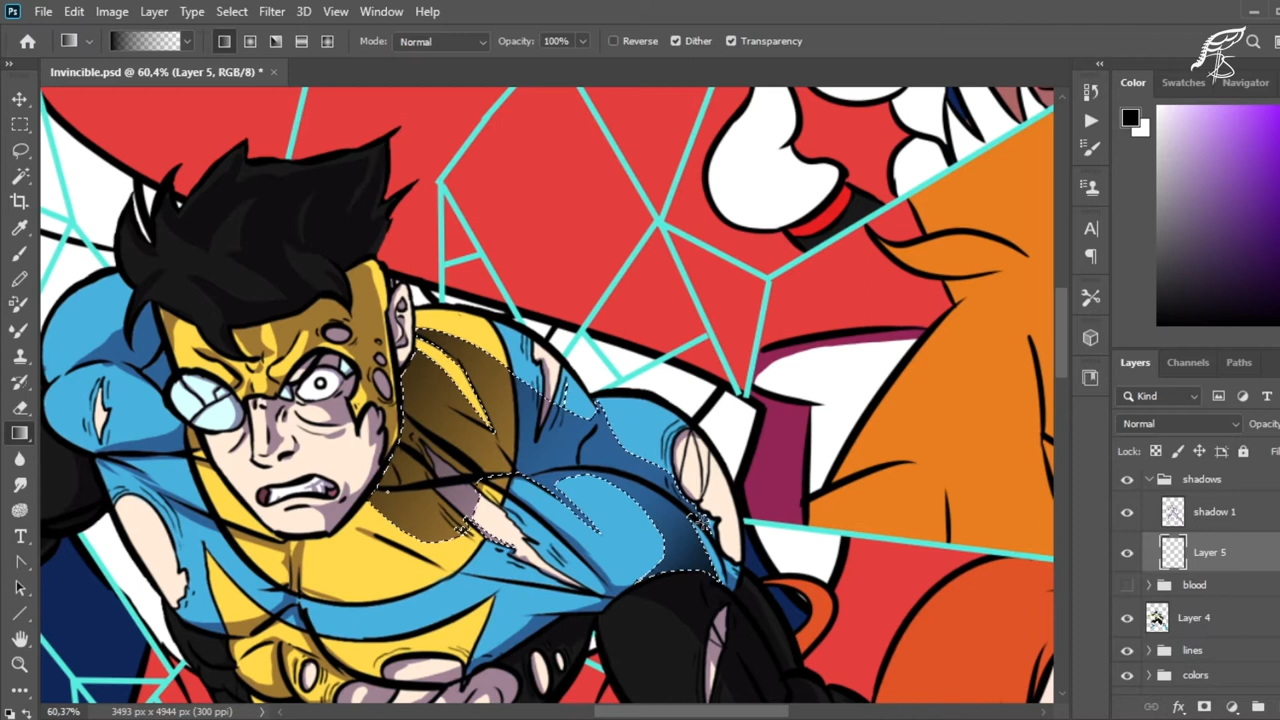 Ps File Edit Image Layer Type Select Filter 3D View Window Help
Mode: Normal Opacity: 100% Reverse Dither Transparency
Invincible.psd @ 60,4% (Layer 5, RGB/8) * ×
Color Swatches Navigator
Layers Channels Paths
Kind
Normal Opacity
Lock:
shadows
shadow 1
Layer 5
blood
Layer 4
lines
colors
60,37% 3493 px x 4944 px (300 ppi)